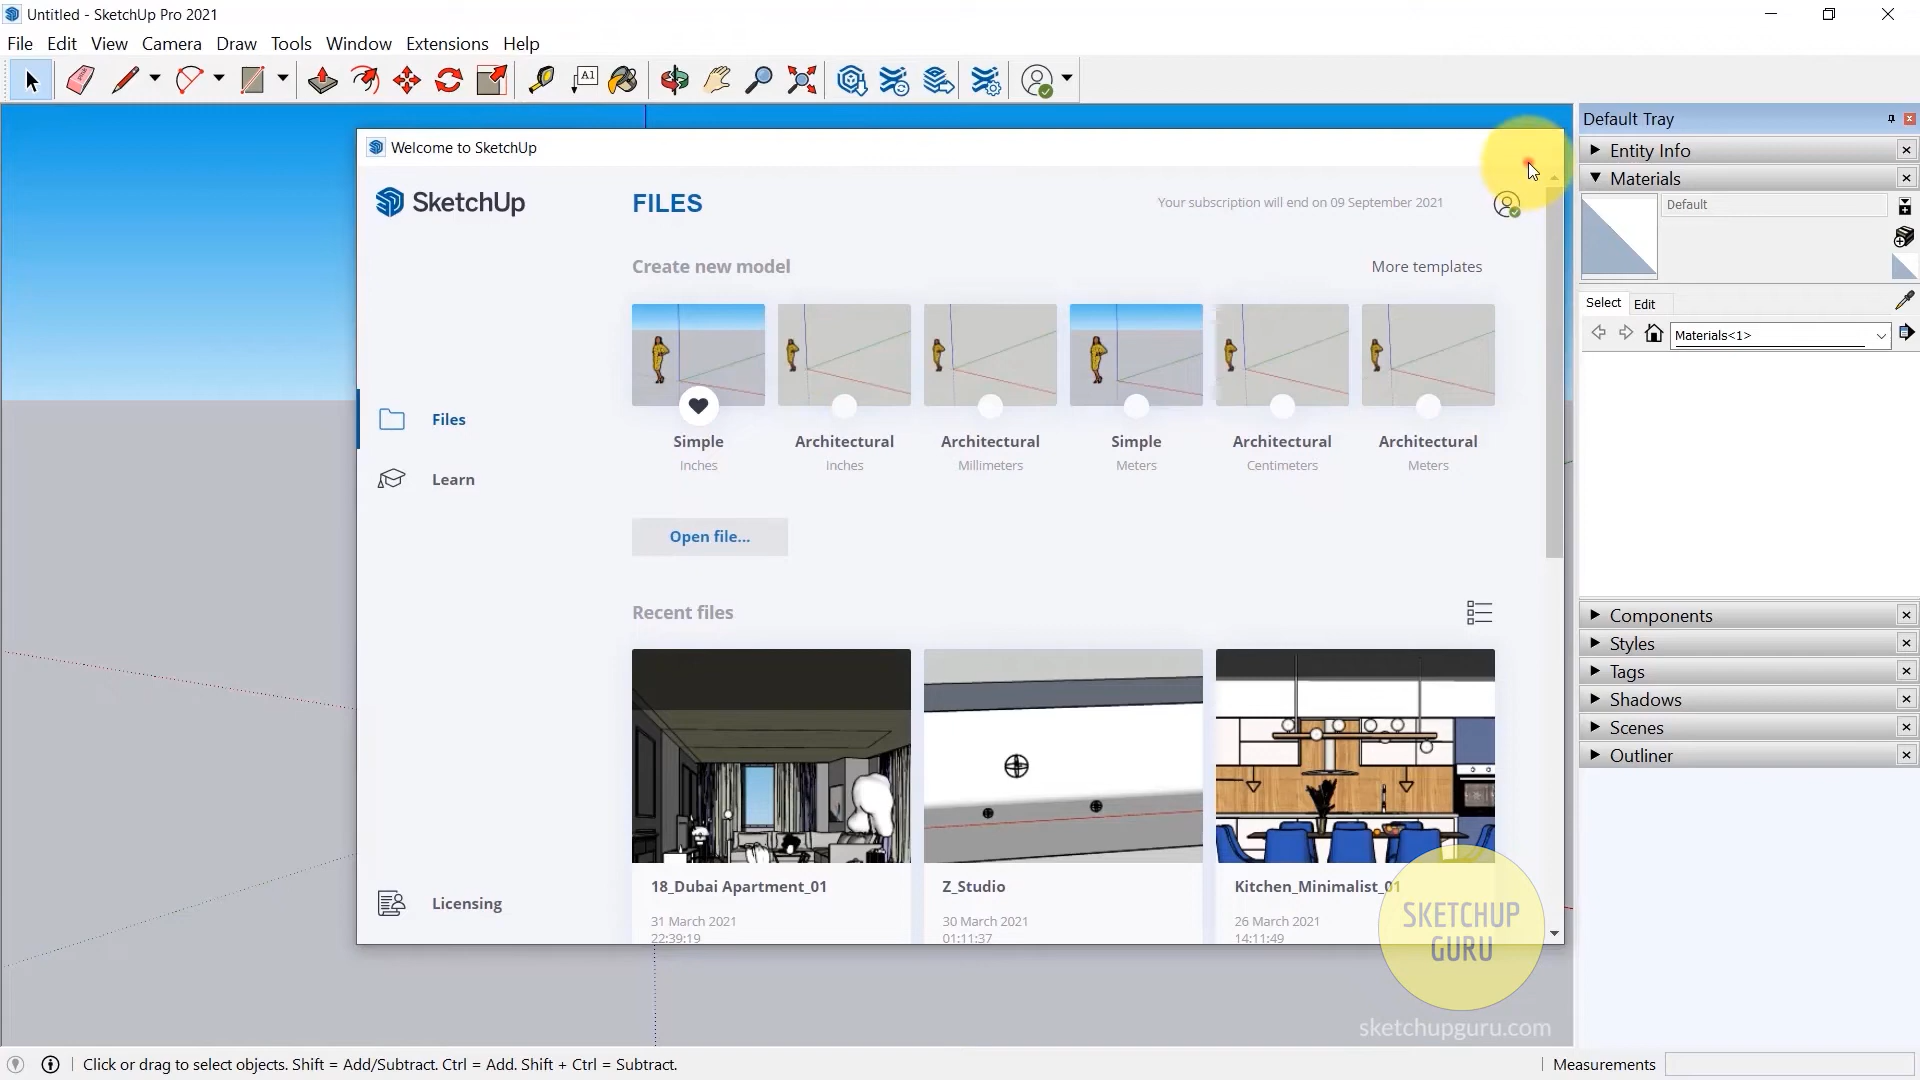 Untitled - SketchUp Pro 2021
File Edit View Camera Draw Tools Window Extensions Help
A1
Default Tray
Entity Info
Materials
Default
Select Edit
Materials<1>
Components
Styles
Tags
Shadows
Scenes
Outliner
Welcome to SketchUp
SketchUp
Files
Learn
Licensing
FILES
Your subscription will end on 09 September 2021
Create new model
More templates
Simple
Inches
Architectural
Inches
Architectural
Millimeters
Simple
Meters
Architectural
Centimeters
Architectural
Meters
Open file...
Recent files
18_Dubai Apartment_01
31 March 2021
22:39:19
Z_Studio
30 March 2021
01:11:37
Kitchen_Minimalist_01
26 March 2021
14:11:49
SKETCHUP
GURU
sketchupguru.com
Click or drag to select objects. Shift = Add/Subtract. Ctrl = Add. Shift + Ctrl = Subtract.
Measurements